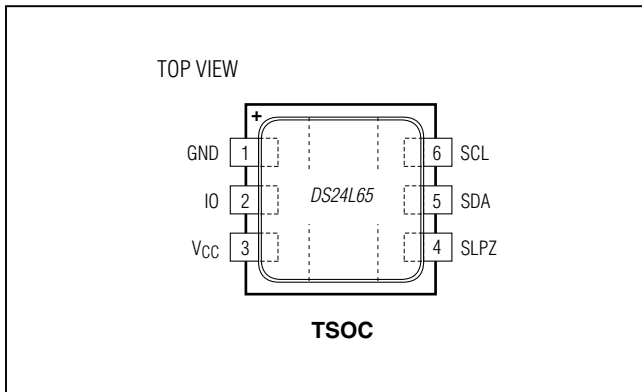 TOP VIEW
+
GND 1 6 SCL
IO 2 DS24L65 5 SDA
VCC 3 4 SLPZ
TSOC